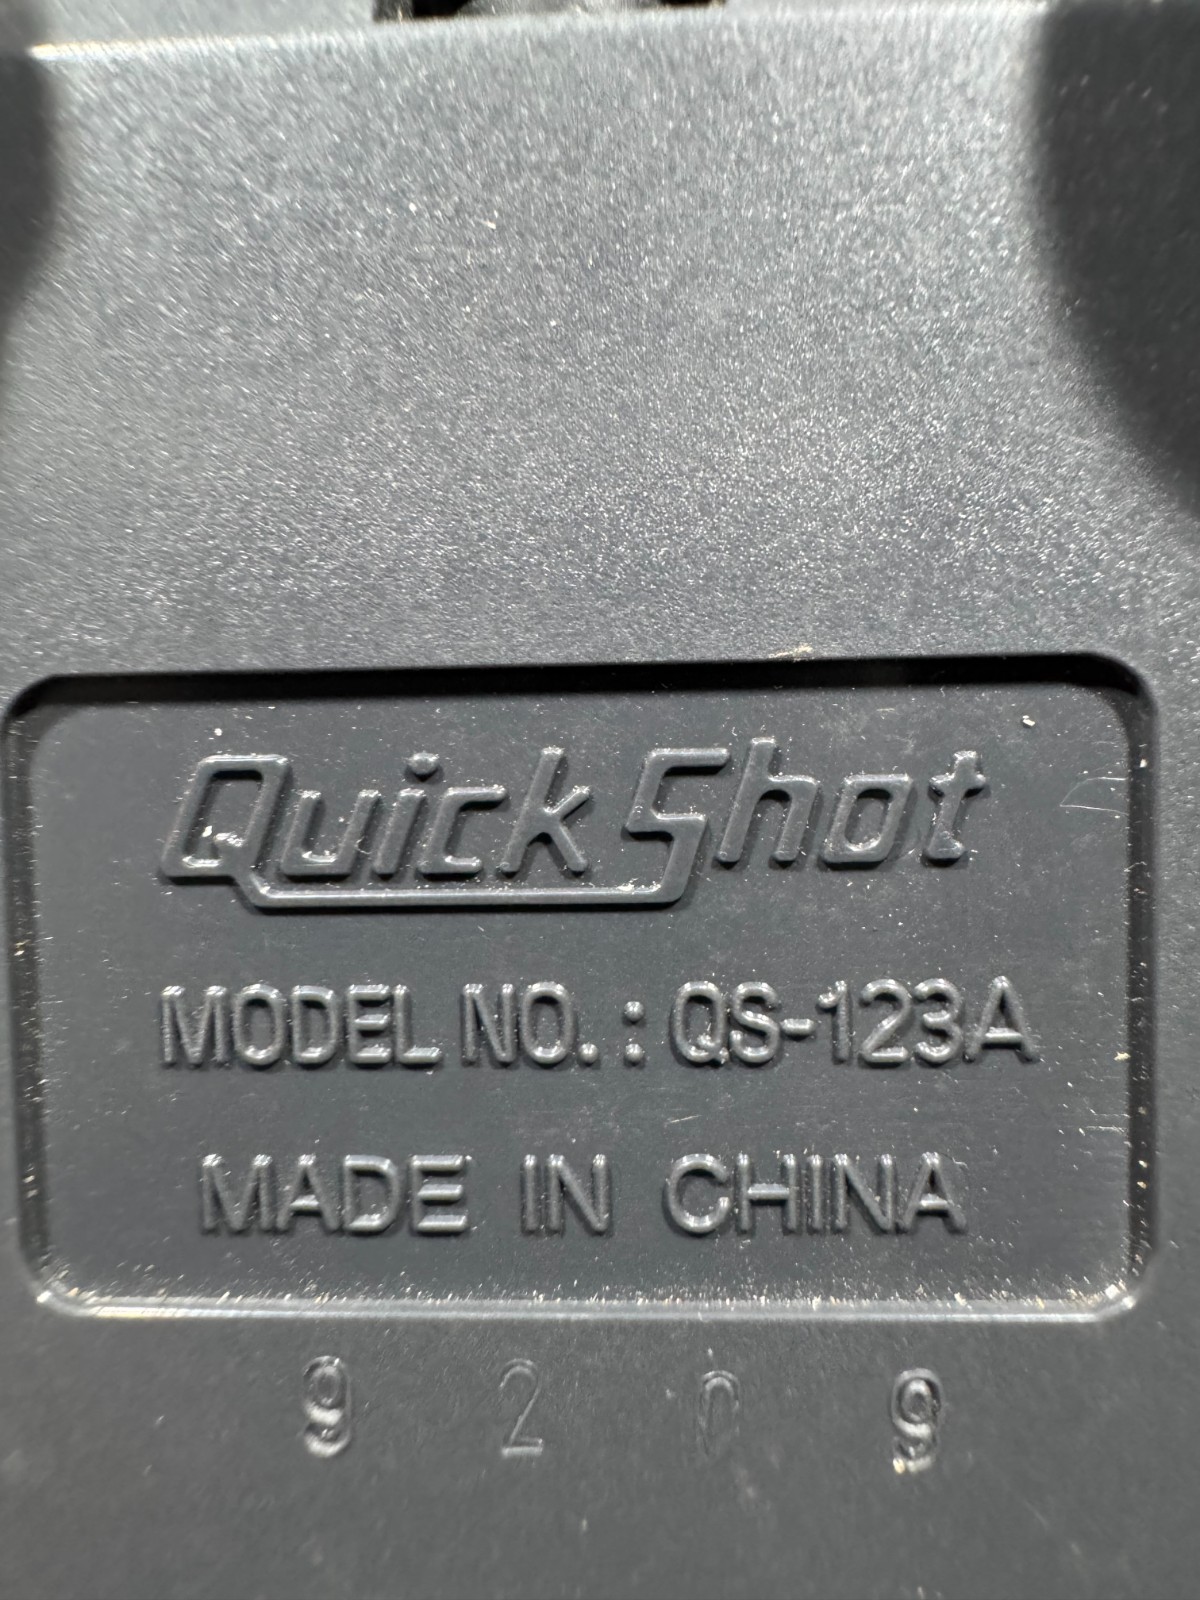 QuickShot
MODEL NO.: QS-123A
MADE IN CHINA
9 2 0 9